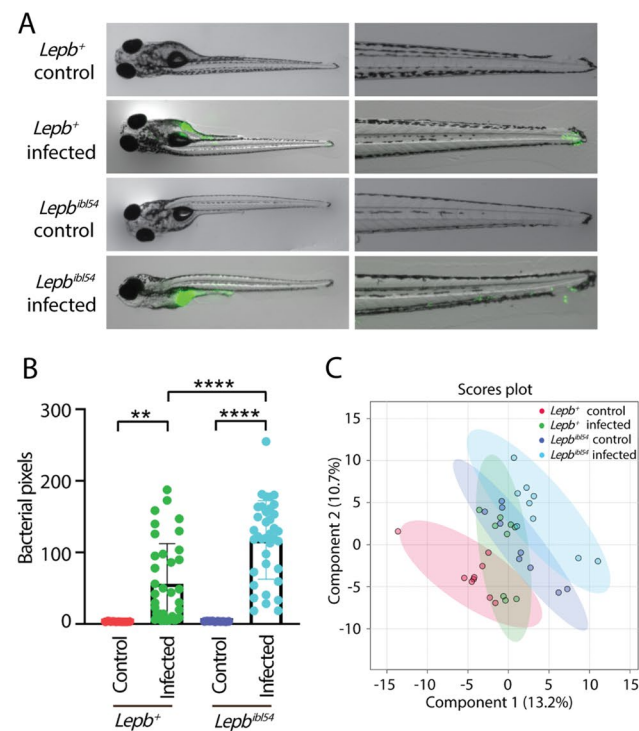 A
Lepb⁺
control
Lepb⁺
infected
Lepbⁱᵇˡ⁵⁴
control
Lepbⁱᵇˡ⁵⁴
infected
B
**
****
****
300
200
100
0
Bacterial pixels
Control
Infected
Control
Infected
Lepb⁺
Lepbⁱᵇˡ⁵⁴
C
Scores plot
Lepb⁺ control
Lepb⁺ infected
Lepbⁱᵇˡ⁵⁴ control
Lepbⁱᵇˡ⁵⁴ infected
15
10
5
0
-5
-10
Component 2 (10.7%)
-15 -10 -5 0 5 10 15
Component 1 (13.2%)